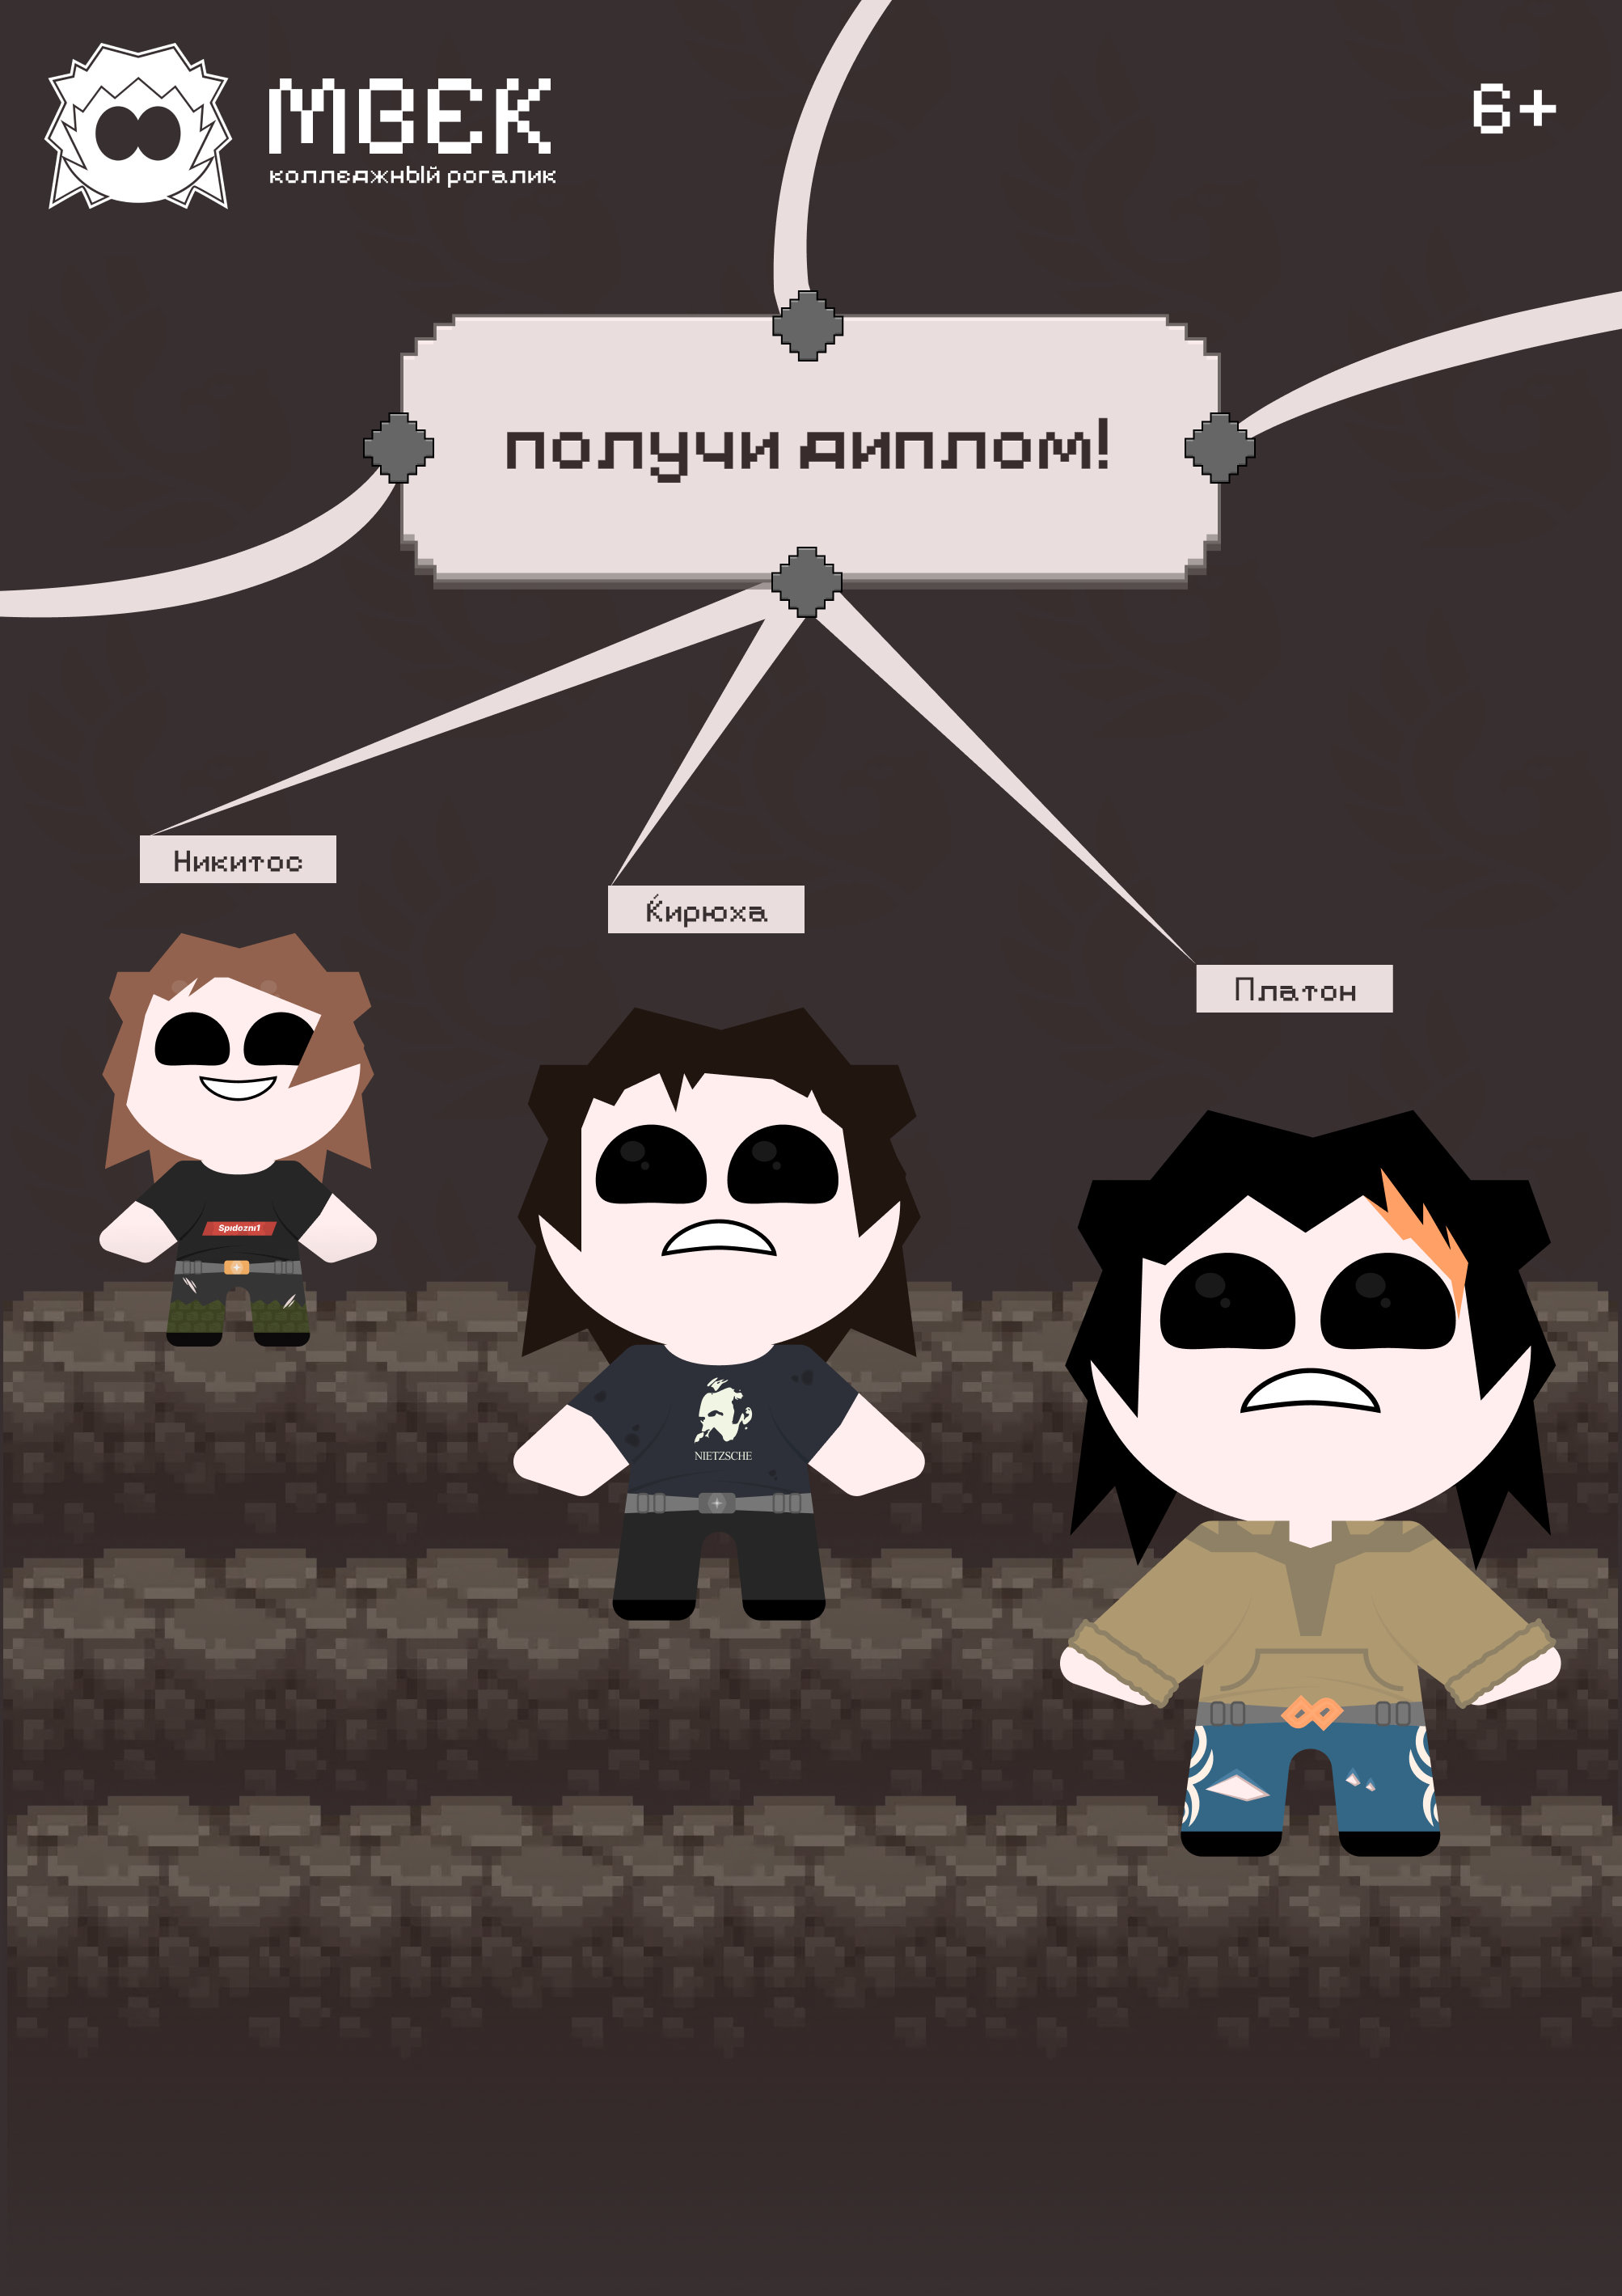 МВЕК
колледжный рогалик
6+
получи диплом!
Никитос
Кирюха
Платон
Spidozni1
NIETZSCHE